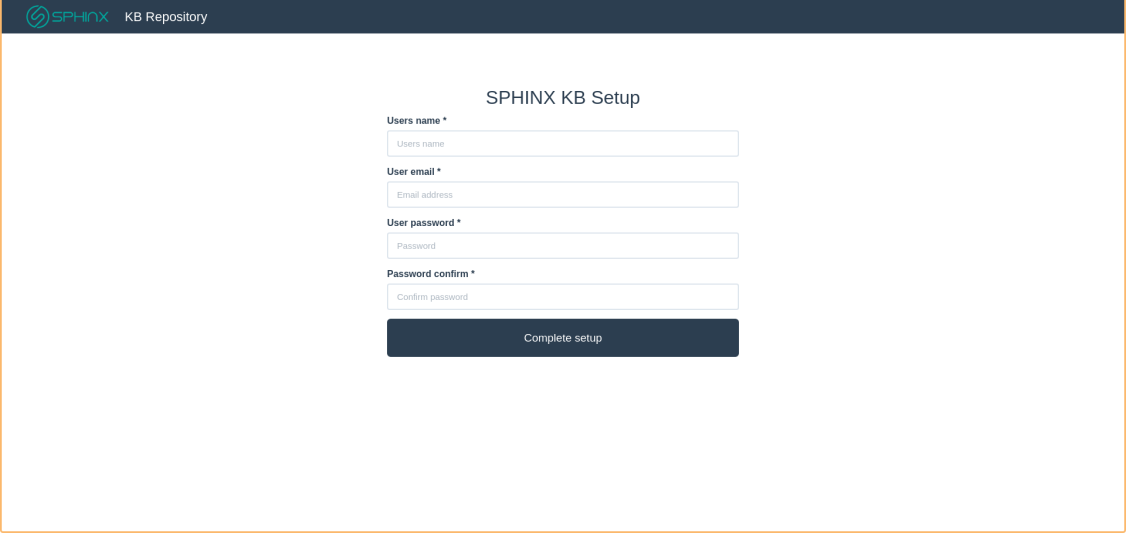 SPHINX KB Repository
SPHINX KB Setup
Users name *
Users name
User email *
Email address
User password *
Password
Password confirm *
Confirm password
Complete setup